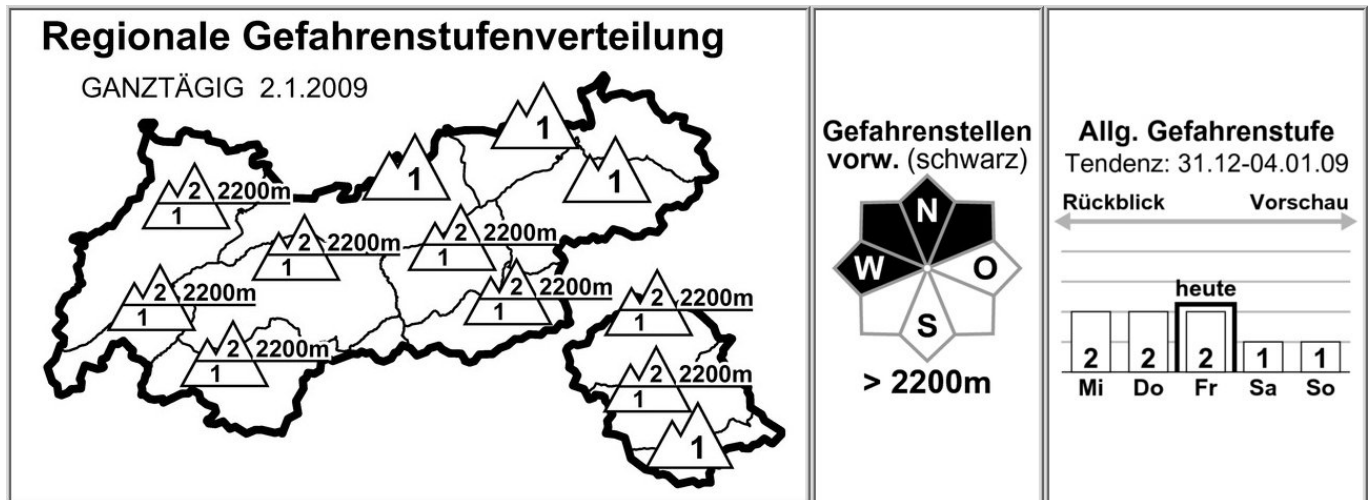 Regionale Gefahrenstufenverteilung
GANZTÄGIG 2.1.2009
1
1
1
2 2200m
1
2 2200m
1
2 2200m
1
2 2200m
1
2 2200m
1
2 2200m
1
2 2200m
1
2 2200m
1
1
Gefahrenstellen
vorw. (schwarz)
N
W
O
S
> 2200m
Allg. Gefahrenstufe
Tendenz: 31.12-04.01.09
Rückblick Vorschau
heute
2 2 2 1 1
Mi Do Fr Sa So